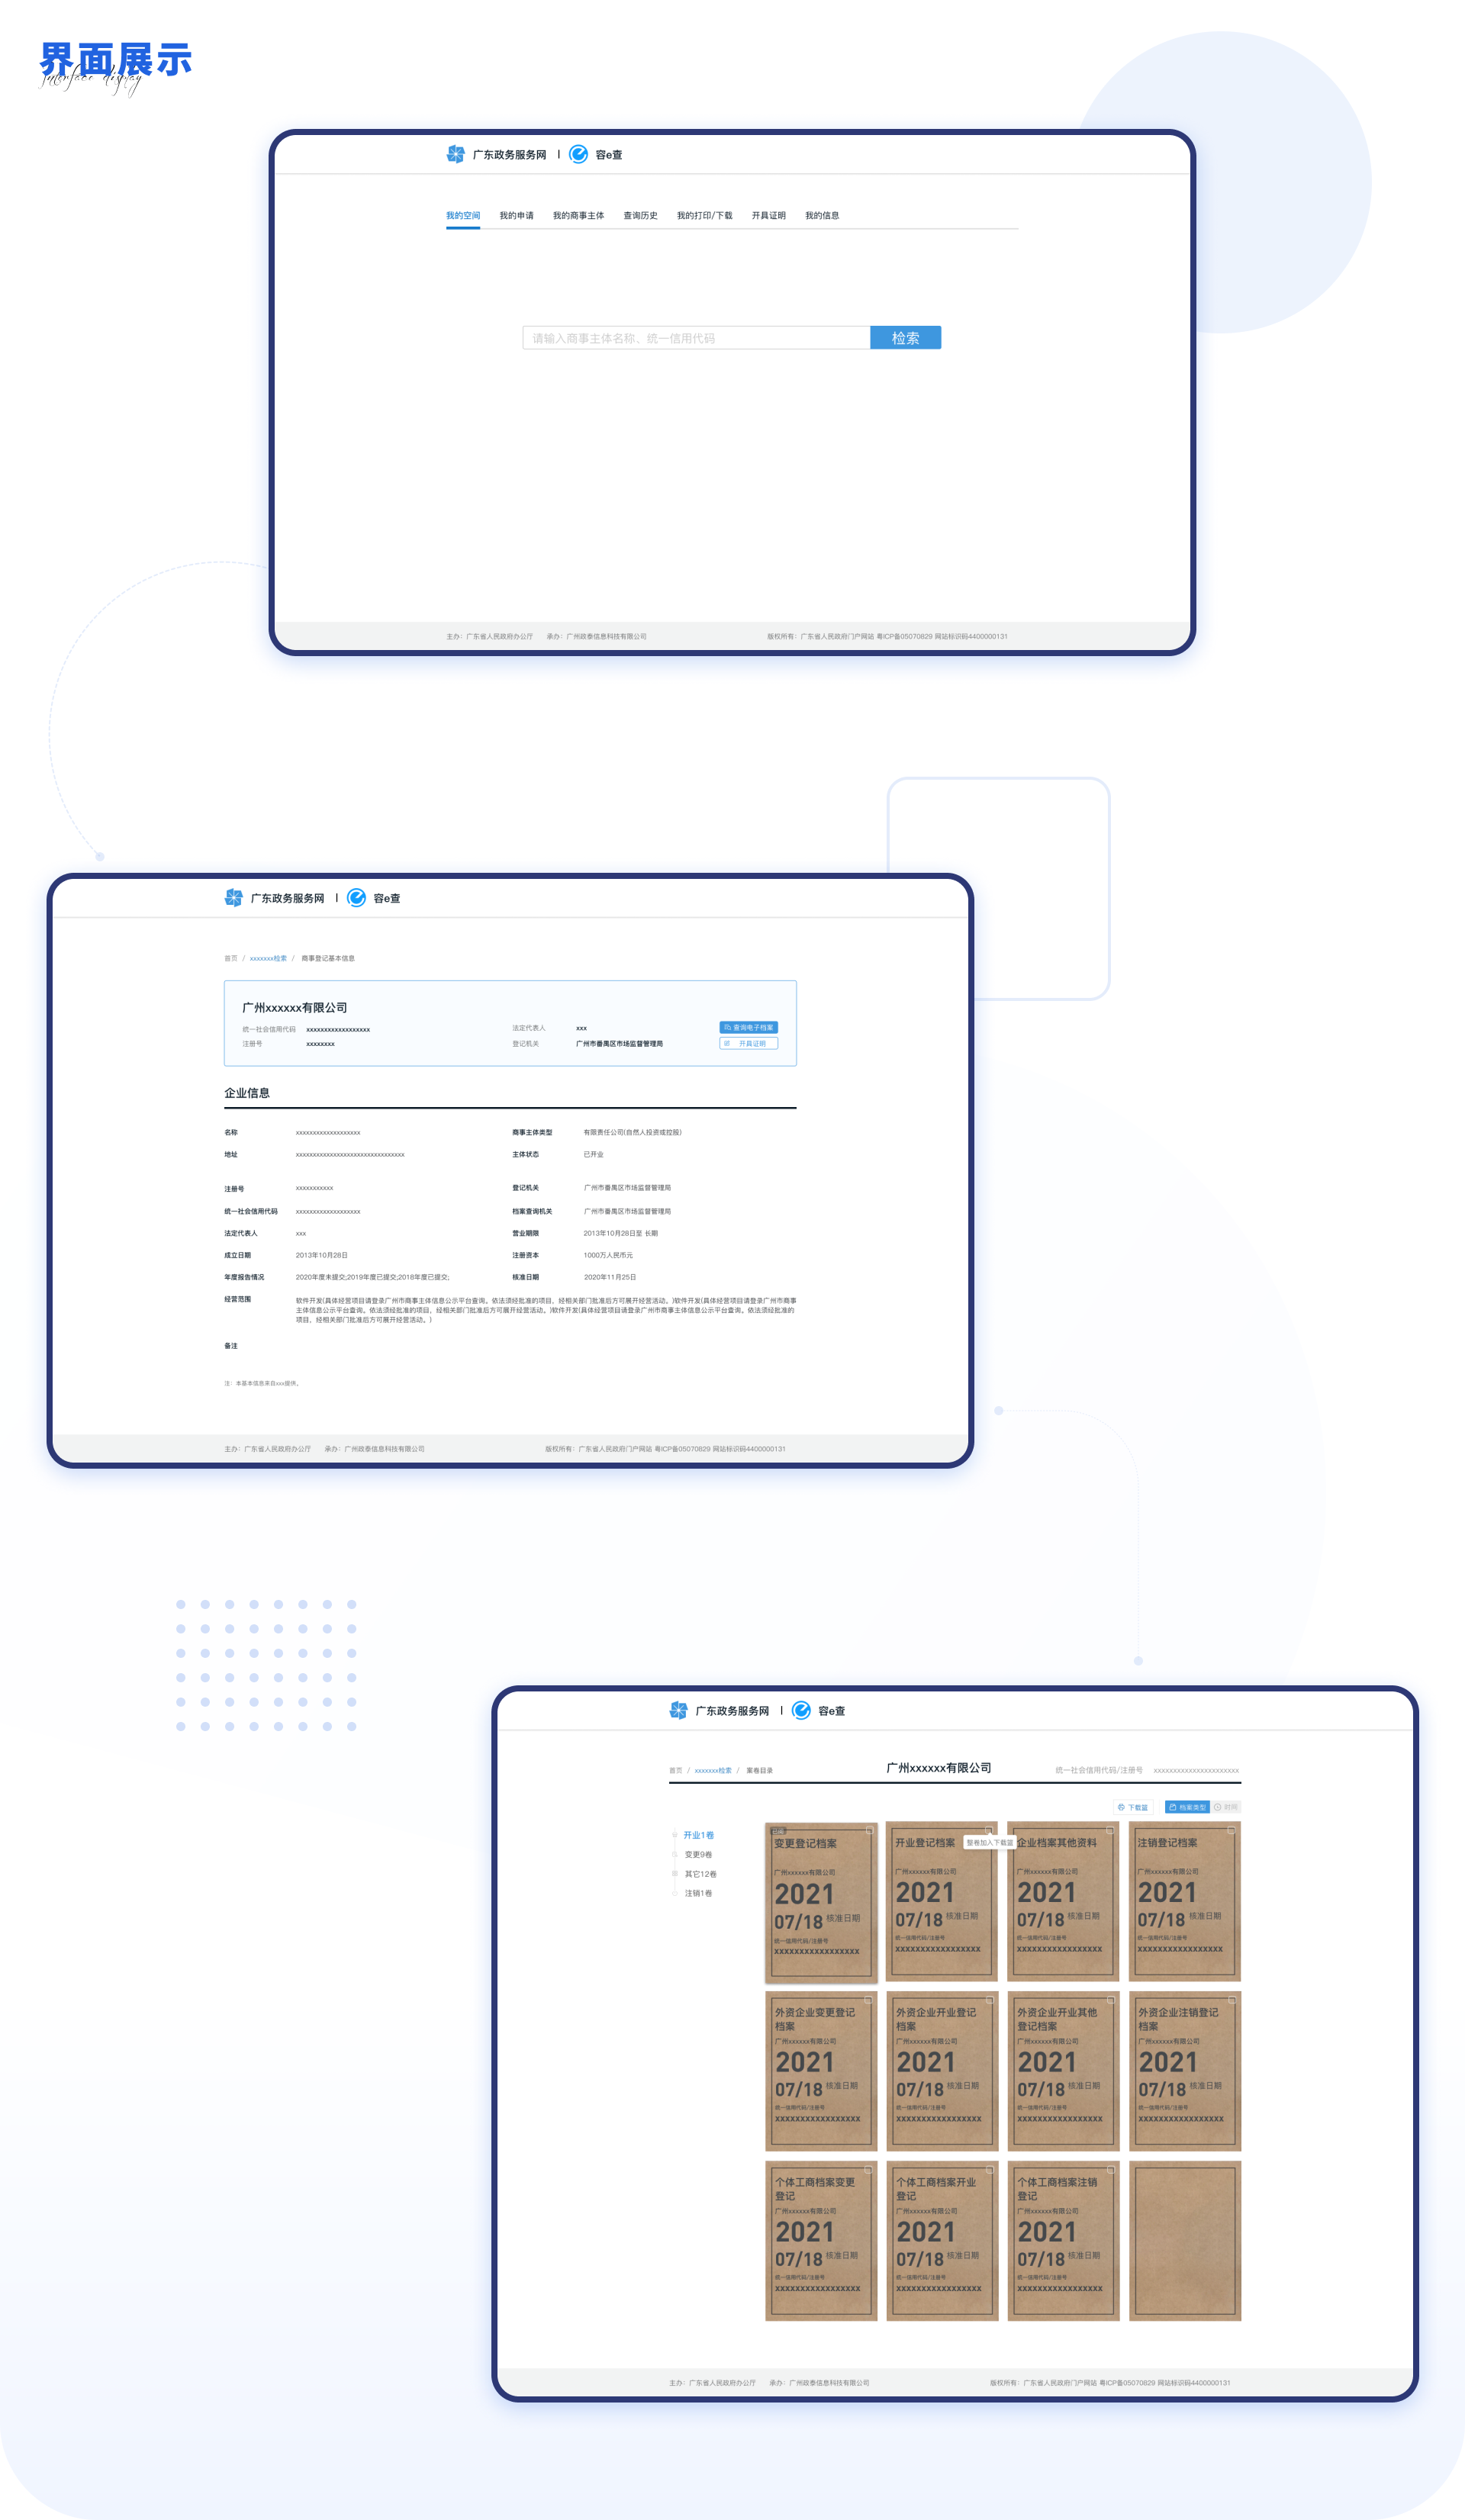 界面展示
Interface display
广东政务服务网 | 容e查
我的空间 我的申请 我的商事主体 查询历史 我的打印/下载 开具证明 我的信息
请输入商事主体名称、统一信用代码 检索
主办：广东省人民政府办公厅 承办：广州政泰信息科技有限公司 版权所有：广东省人民政府门户网站 粤ICP备05070829 网站标识码4400000131
广东政务服务网 | 容e查
首页 / xxxxxxx检索 / 商事登记基本信息
广州xxxxxx有限公司
统一社会信用代码 xxxxxxxxxxxxxxxxxx 法定代表人 xxx 查询电子档案
注册号 xxxxxxxx 登记机关 广州市番禺区市场监督管理局 开具证明
企业信息
名称 xxxxxxxxxxxxxxxxxxx 商事主体类型 有限责任公司(自然人投资或控股)
地址 xxxxxxxxxxxxxxxxxxxxxxxxxxxxxxxx 主体状态 已开业
注册号 xxxxxxxxxxx 登记机关 广州市番禺区市场监督管理局
统一社会信用代码 xxxxxxxxxxxxxxxxxxx 档案查询机关 广州市番禺区市场监督管理局
法定代表人 xxx 营业期限 2013年10月28日至 长期
成立日期 2013年10月28日 注册资本 1000万人民币元
年度报告情况 2020年度未提交;2019年度已提交;2018年度已提交; 核准日期 2020年11月25日
经营范围 软件开发(具体经营项目请登录广州市商事主体信息公示平台查询。依法须经批准的项目，经相关部门批准后方可展开经营活动。)软件开发(具体经营项目请登录广州市商事
主体信息公示平台查询。依法须经批准的项目，经相关部门批准后方可展开经营活动。)软件开发(具体经营项目请登录广州市商事主体信息公示平台查询。依法须经批准的
项目，经相关部门批准后方可展开经营活动。)
备注
注：本基本信息来自xxx提供。
主办：广东省人民政府办公厅 承办：广州政泰信息科技有限公司 版权所有：广东省人民政府门户网站 粤ICP备05070829 网站标识码4400000131
广东政务服务网 | 容e查
首页 / xxxxxxx检索 / 案卷目录 广州xxxxxx有限公司 统一社会信用代码/注册号 xxxxxxxxxxxxxxxxxxxxxx
下载篮 档案类型 时间
开业1卷
变更9卷
其它12卷
注销1卷
变更登记档案 开业登记档案 整卷加入下载篮 企业档案其他资料 注销登记档案
广州xxxxxx有限公司 广州xxxxxx有限公司 广州xxxxxx有限公司 广州xxxxxx有限公司
2021 2021 2021 2021
07/18 核准日期 07/18 核准日期 07/18 核准日期 07/18 核准日期
统一信用代码/注册号 统一信用代码/注册号 统一信用代码/注册号 统一信用代码/注册号
xxxxxxxxxxxxxxxxx xxxxxxxxxxxxxxxxx xxxxxxxxxxxxxxxxx xxxxxxxxxxxxxxxxx
外资企业变更登记 外资企业开业登记 外资企业开业其他 外资企业注销登记
档案 档案 登记档案 档案
广州xxxxxx有限公司 广州xxxxxx有限公司 广州xxxxxx有限公司 广州xxxxxx有限公司
2021 2021 2021 2021
07/18 核准日期 07/18 核准日期 07/18 核准日期 07/18 核准日期
统一信用代码/注册号 统一信用代码/注册号 统一信用代码/注册号 统一信用代码/注册号
xxxxxxxxxxxxxxxxx xxxxxxxxxxxxxxxxx xxxxxxxxxxxxxxxxx xxxxxxxxxxxxxxxxx
个体工商档案变更 个体工商档案开业 个体工商档案注销
登记 登记 登记
广州xxxxxx有限公司 广州xxxxxx有限公司 广州xxxxxx有限公司
2021 2021 2021
07/18 核准日期 07/18 核准日期 07/18 核准日期
统一信用代码/注册号 统一信用代码/注册号 统一信用代码/注册号
xxxxxxxxxxxxxxxxx xxxxxxxxxxxxxxxxx xxxxxxxxxxxxxxxxx
主办：广东省人民政府办公厅 承办：广州政泰信息科技有限公司 版权所有：广东省人民政府门户网站 粤ICP备05070829 网站标识码4400000131